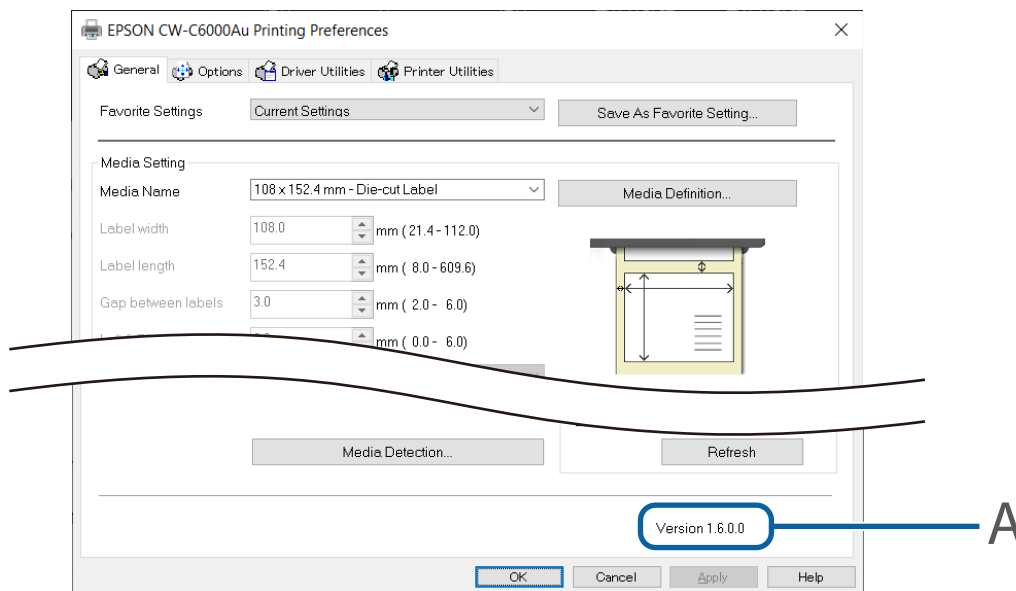 EPSON CW-C6000Au Printing Preferences
General Options Driver Utilities Printer Utilities
Favorite Settings Current Settings Save As Favorite Setting...
Media Setting
Media Name 108 x 152.4 mm - Die-cut Label Media Definition...
Label width 108.0 mm ( 21.4 - 112.0)
Label length 152.4 mm ( 8.0 - 609.6)
Gap between labels 3.0 mm ( 2.0 - 6.0)
mm ( 0.0 - 6.0)
Media Detection... Refresh
Version 1.6.0.0 A
OK Cancel Apply Help